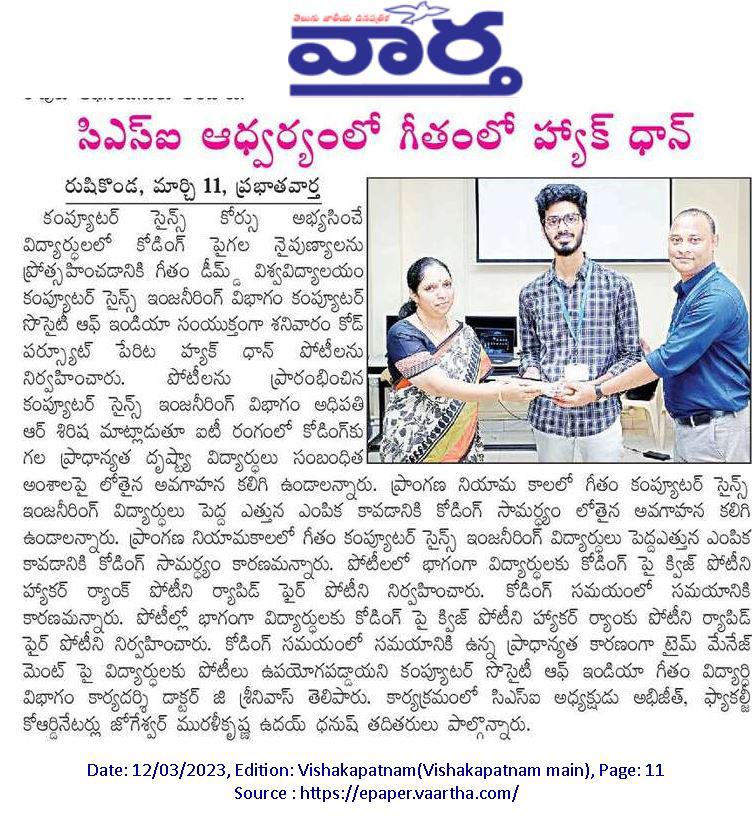 తెలుగు జాతీయ దినపత్రిక
వార్త
సిఎస్ఐ ఆధ్వర్యంలో గీతంలో హ్యాక్ ధాన్
రుషికొండ, మార్చి 11, ప్రభాతవార్త
కంప్యూటర్ సైన్స్ కోర్సు అభ్యసించే
విద్యార్ధులలో కోడింగ్ పైగల నైవుణ్యాలను
ప్రోత్సహించడానికి గీతం డీమ్డ్ విశ్వవిద్యాలయం
కంప్యూటర్ సైన్స్ ఇంజనీరింగ్ విభాగం కంప్యూటర్
సొసైటీ ఆఫ్ ఇండియా సంయుక్తంగా శనివారం కోడ్
పర్స్యూట్ పేరిట హ్యాక్ ధాన్ పోటీలను
నిర్వహించారు. పోటీలను ప్రారంభించిన
కంప్యూటర్ సైన్స్ ఇంజనీరింగ్ విభాగం అధిపతి
ఆర్ శిరిష మాట్లాడుతూ ఐటీ రంగంలో కోడింగ్‌కు
గల ప్రాధాన్యత దృష్ట్యా విద్యార్ధులు సంబంధిత
అంశాలపై లోతైన అవగాహన కలిగి ఉండాలన్నారు. ప్రాంగణ నియామ కాలలో గీతం కంప్యూటర్ సైన్స్
ఇంజనీరింగ్ విద్యార్ధులు పెద్ద ఎత్తున ఎంపిక కావడానికి కోడింగ్ సామర్ధ్యం లోతైన అవగాహన కలిగి
ఉండాలన్నారు. ప్రాంగణ నియామకాలలో గీతం కంప్యూటర్ సైన్స్ ఇంజనీరింగ్ విద్యార్ధులు పెద్దఎత్తున ఎంపిక
కావడానికి కోడింగ్ సామర్ధ్యం కారణమన్నారు. పోటీలలో భాగంగా విద్యార్ధులకు కోడింగ్ పై క్విజ్ పోటీని
హ్యాకర్ ర్యాంక్ పోటీని ర్యాపిడ్ ఫైర్ పోటీని నిర్వహించారు. కోడింగ్ సమయంలో సమయానికి
కారణమన్నారు. పోటీల్లో భాగంగా విద్యార్ధులకు కోడింగ్ పై క్విజ్ పోటీని హ్యాకర్ ర్యాంకు పోటీని ర్యాపిడ్
ఫైర్ పోటీని నిర్వహించారు. కోడింగ్ సమయంలో సమయానికి ఉన్న ప్రాధాన్యత కారణంగా టైమ్ మేనేజ్
మెంట్ పై విద్యార్ధులకు పోటీలు ఉపయోగపడ్డాయని కంప్యూటర్ సొసైటీ ఆఫ్ ఇండియా గీతం విద్యార్ధి
విభాగం కార్యదర్శి డాక్టర్ జి శ్రీనివాస్ తెలిపారు. కార్యక్రమంలో సిఎస్ఐ అధ్యక్షుడు అభిజీత్, ఫ్యాకల్టీ
కోఆర్డినేటర్లు జోగేశ్వర్ మురళీకృష్ణ ఉదయ్ ధనుష్ తదితరులు పాల్గొన్నారు.
Date: 12/03/2023, Edition: Vishakapatnam(Vishakapatnam main), Page: 11
Source : https://epaper.vaartha.com/